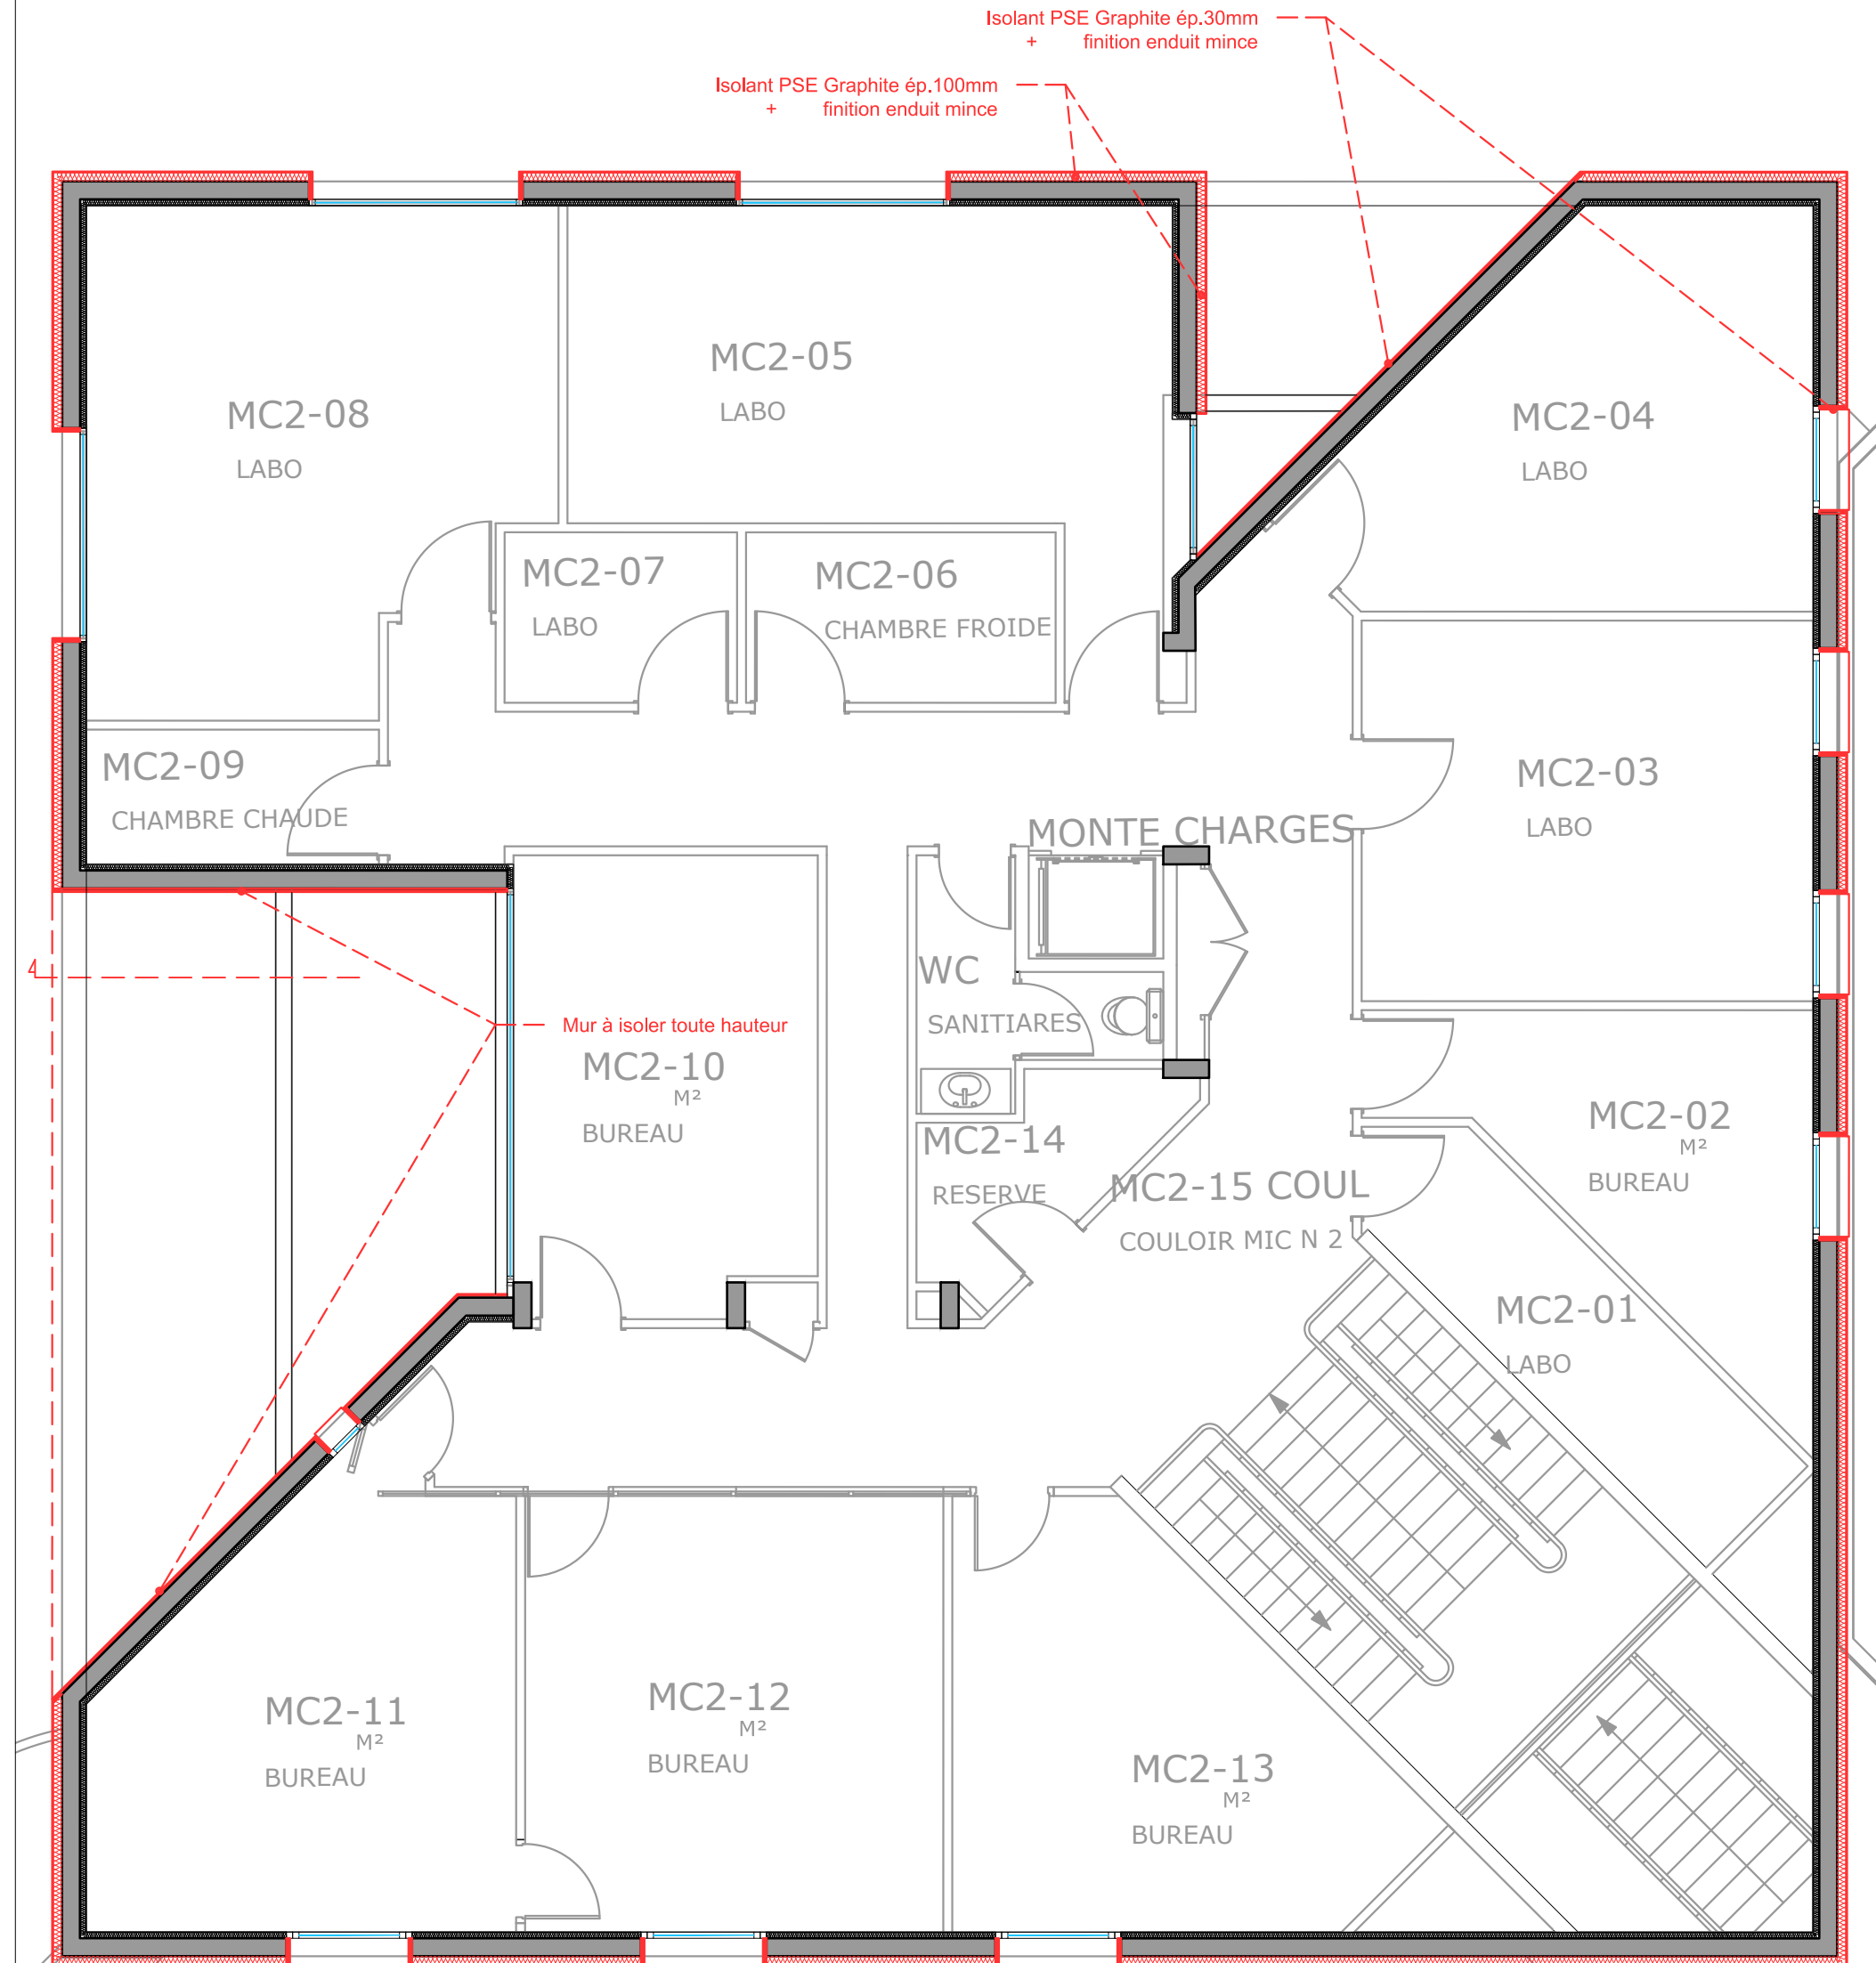 Isolant PSE Graphite ép.30mm
+ finition enduit mince
Isolant PSE Graphite ép.100mm
+ finition enduit mince
MC2-05
LABO
MC2-08
LABO
MC2-04
LABO
MC2-07
LABO
MC2-06
CHAMBRE FROIDE
MC2-09
CHAMBRE CHAUDE
MC2-03
LABO
MONTE CHARGES
WC
SANITIARES
4
Mur à isoler toute hauteur
MC2-10
M²
BUREAU
MC2-14
RESERVE
MC2-02
M²
BUREAU
MC2-15 COUL
COULOIR MIC N 2
MC2-01
LABO
MC2-11
M²
BUREAU
MC2-12
M²
BUREAU
MC2-13
M²
BUREAU